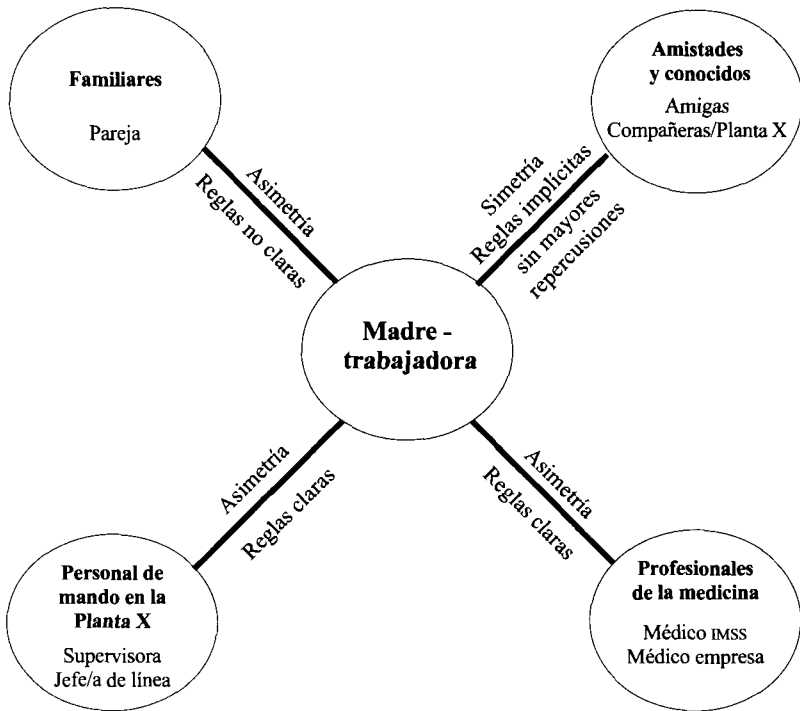 Familiares
Pareja
Amistades
y conocidos
Amigas
Compañeras/Planta X
Asimetría
Reglas no claras
Simetría
Reglas implícitas
sin mayores
repercusiones
Madre -
trabajadora
Asimetría
Reglas claras
Asimetría
Reglas claras
Personal de
mando en la
Planta X
Supervisora
Jefe/a de línea
Profesionales
de la medicina
Médico IMSS
Médico empresa